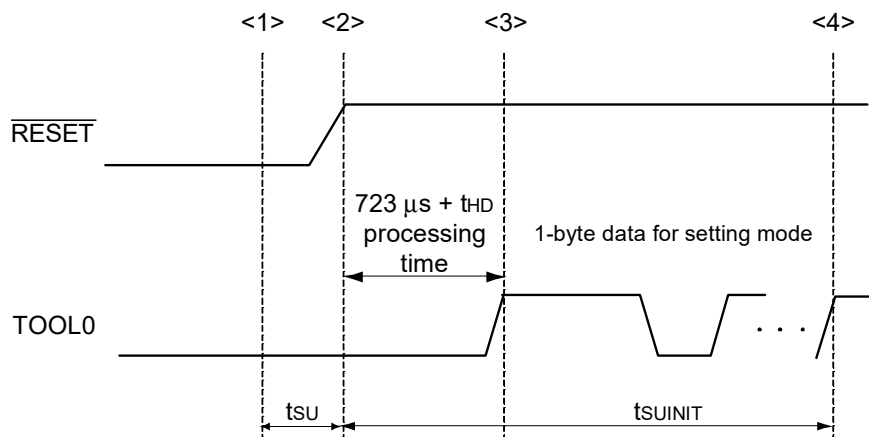 <1> <2> <3> <4>
RESET
723 μs + tHD
processing
time
1-byte data for setting mode
TOOL0
. . .
tSU
tSUINIT